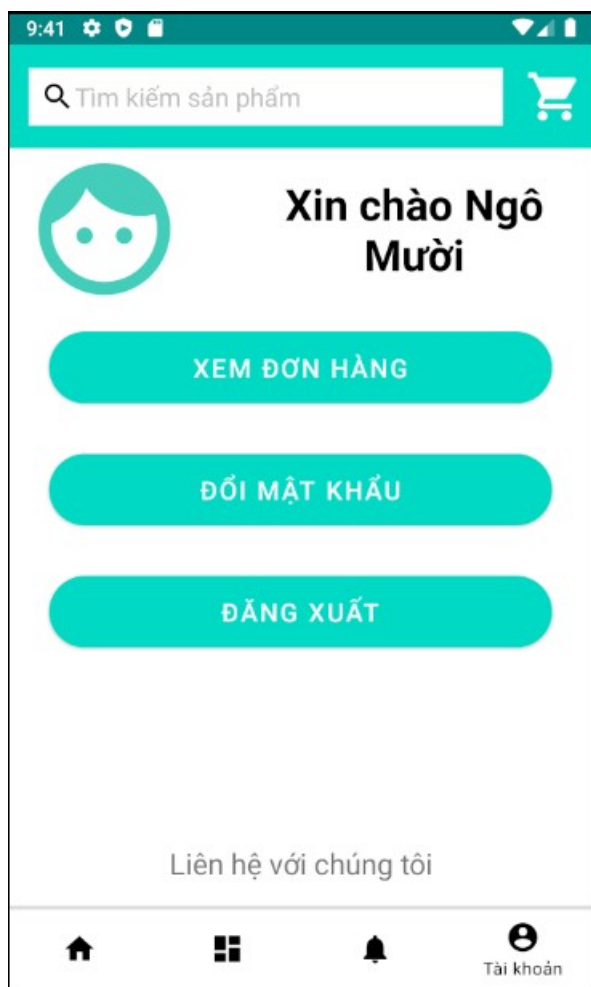 9:41
Tìm kiếm sản phẩm
Xin chào Ngô
Mười
XEM ĐƠN HÀNG
ĐỔI MẬT KHẨU
ĐĂNG XUẤT
Liên hệ với chúng tôi
Tài khoản